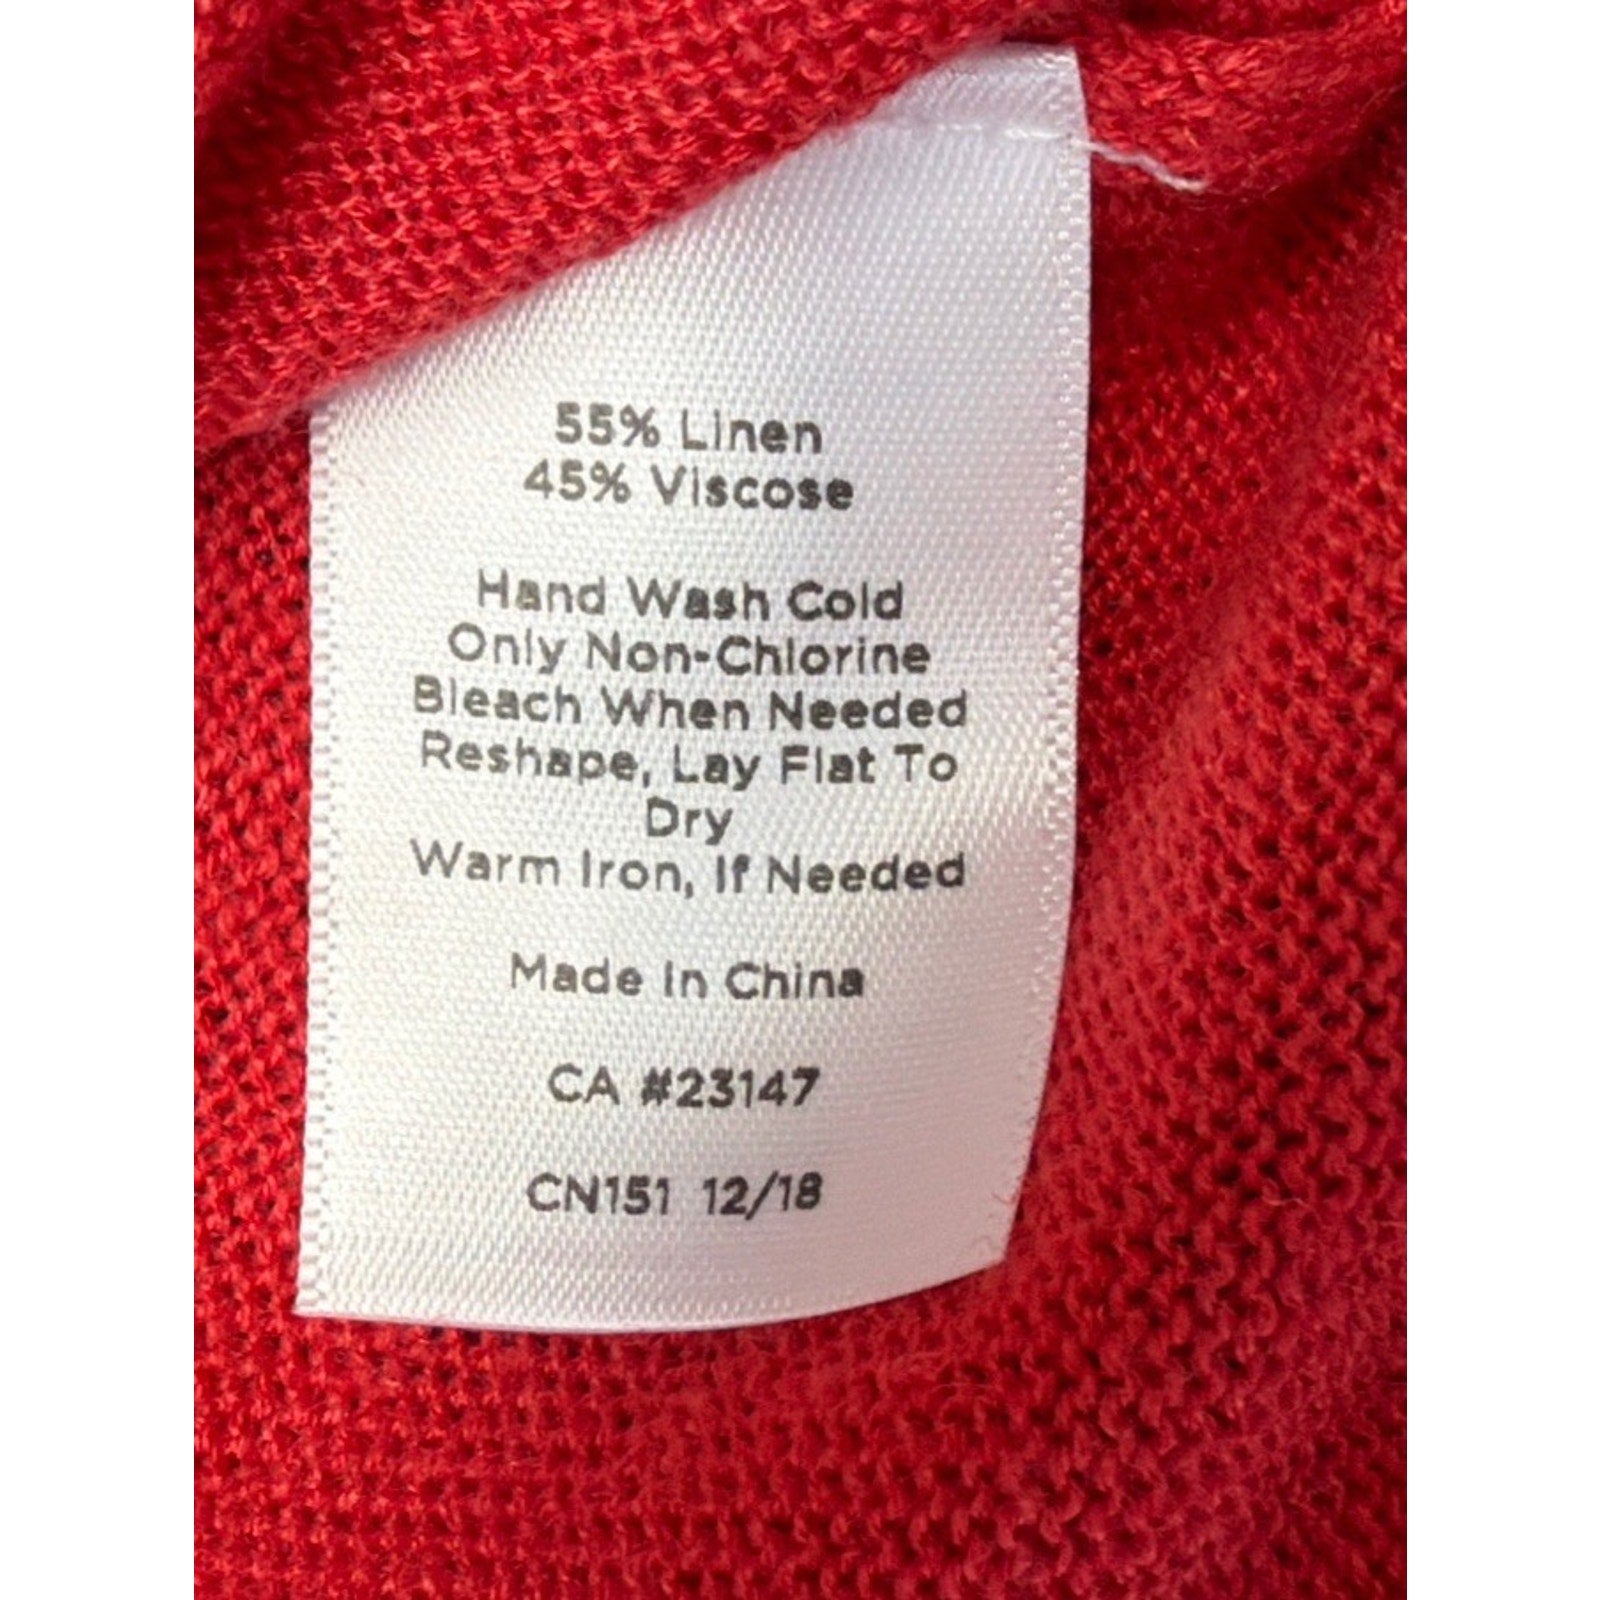 55% Linen
45% Viscose
Hand Wash Cold
Only Non-Chlorine
Bleach When Needed
Reshape, Lay Flat To
Dry
Warm Iron, If Needed
Made In China
CA #23147
CN151 12/18